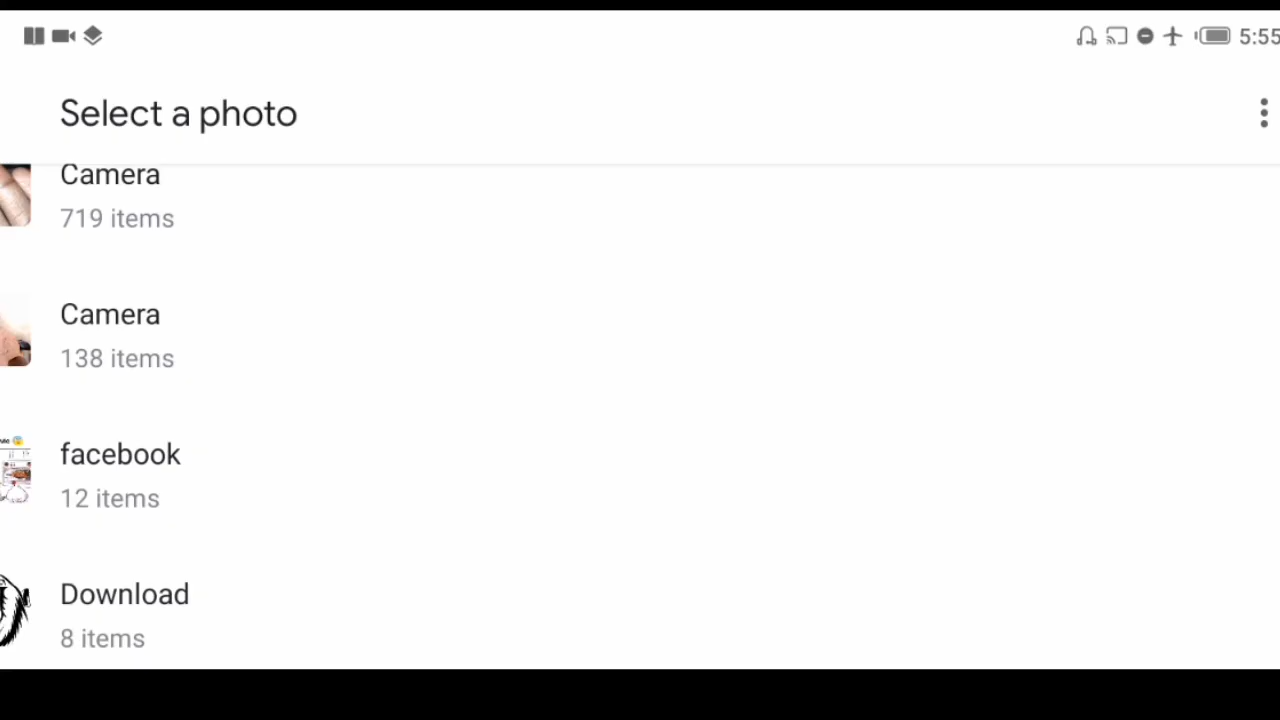 5:55
Select a photo
Camera
719 items
Camera
138 items
facebook
12 items
Download
8 items